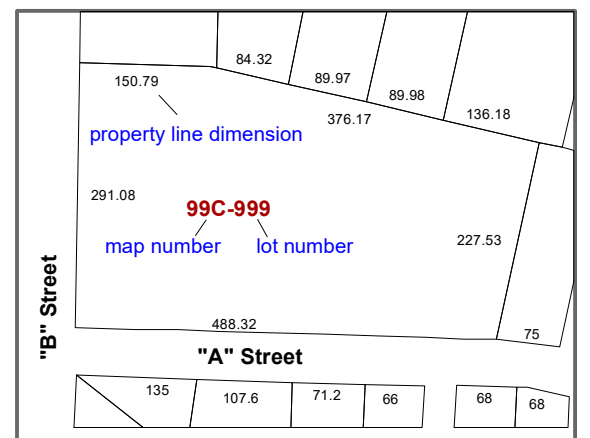 84.32
150.79
89.97
89.98
136.18
376.17
property line dimension
291.08
99C-999
map number
lot number
227.53
"B" Street
488.32
75
"A" Street
135
107.6
71.2
66
68
68